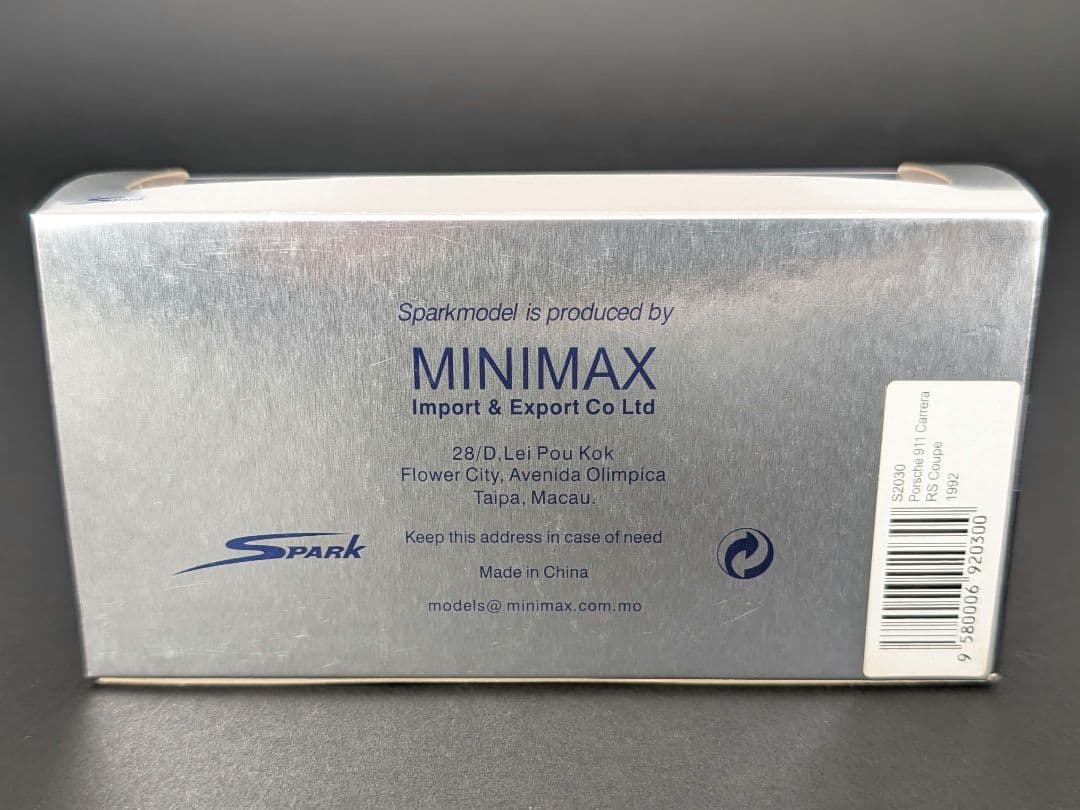 Sparkmodel is produced by
MINIMAX
Import & Export Co Ltd
28/D,Lei Pou Kok
Flower City, Avenida Olimpica
Taipa, Macau.
Keep this address in case of need
Made in China
models@ minimax.com.mo
SPARK
S2030
Porsche 911 Carrera
RS Coupe
1992
9 580006 920300